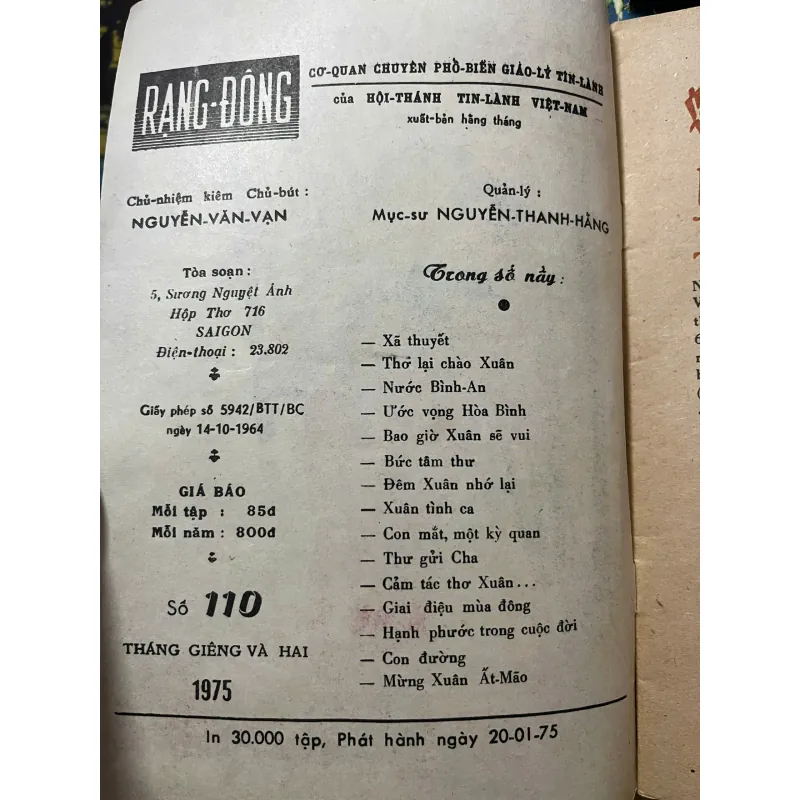 RẠNG-ĐÔNG
CƠ-QUAN CHUYÊN PHỔ-BIẾN GIÁO-LÝ TIN-LÀNH
của HỘI-THÁNH TIN-LÀNH VIỆT-NAM
xuất-bản hằng tháng
Chủ-nhiệm kiêm Chủ-bút :
NGUYỄN-VĂN-VẠN
Quản-lý :
Mục-sư NGUYỄN-THANH-HẰNG
Tòa soạn :
5, Sương Nguyệt Ánh
Hộp Thơ 716
SAIGON
Điện-thoại : 23.802
Giấy phép số 5942/BTT/BC
ngày 14-10-1964
GIÁ BÁO
Mỗi tập : 85đ
Mỗi năm : 800đ
Số 110
THÁNG GIÊNG VÀ HAI
1975
Trong số nầy :
— Xã thuyết
— Thơ lại chào Xuân
— Nước Bình-An
— Ước vọng Hòa Bình
— Bao giờ Xuân sẽ vui
— Bức tâm thư
— Đêm Xuân nhớ lại
— Xuân tình ca
— Con mắt, một kỳ quan
— Thư gửi Cha
— Cảm tác thơ Xuân...
— Giai điệu mùa đông
— Hạnh phước trong cuộc đời
— Con đường
— Mừng Xuân Ất-Mão
In 30.000 tập, Phát hành ngày 20-01-75